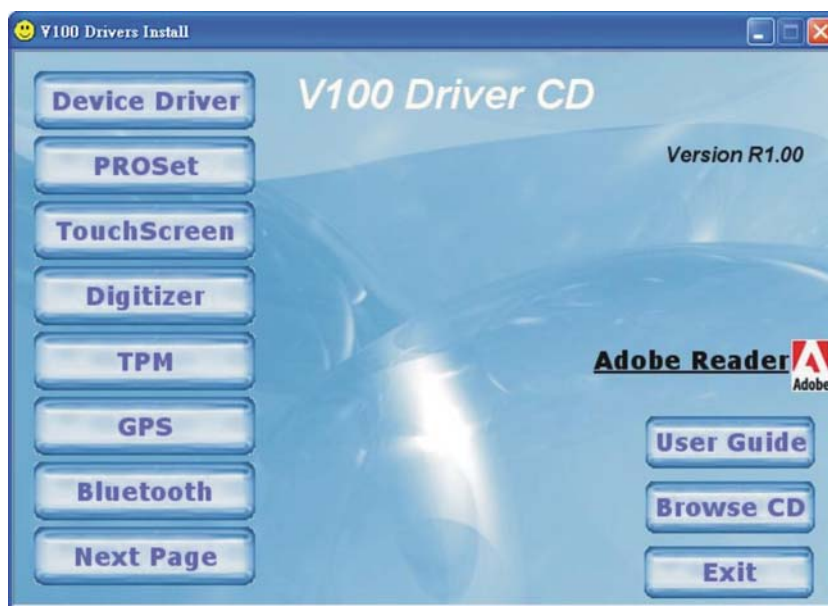 V100 Drivers Install
Device Driver
V100 Driver CD
PROSet
Version R1.00
TouchScreen
Digitizer
TPM
Adobe Reader
Adobe
GPS
User Guide
Bluetooth
Browse CD
Next Page
Exit